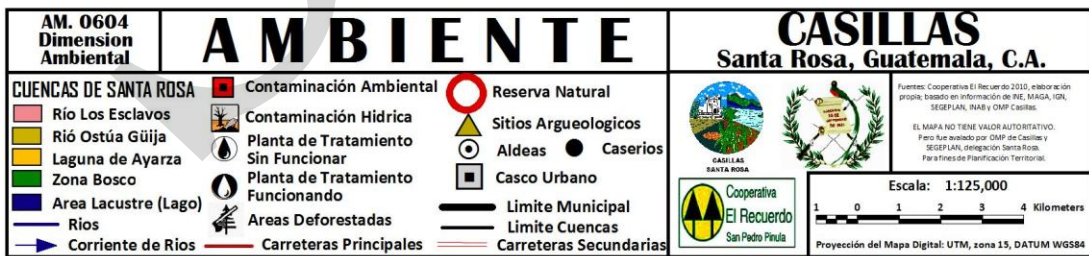 AM. 0604
Dimension
Ambiental
AMBIENTE
CASILLAS
Santa Rosa, Guatemala, C.A.
CUENCAS DE SANTA ROSA
Río Los Esclavos
Rió Ostúa Güija
Laguna de Ayarza
Zona Bosco
Area Lacustre (Lago)
Rios
Corriente de Rios
Contaminación Ambiental
Contaminación Hidrica
Planta de Tratamiento
Sin Funcionar
Planta de Tratamiento
Funcionando
Areas Deforestadas
Carreteras Principales
Reserva Natural
Sitios Argueologicos
Aldeas
Caserios
Casco Urbano
Limite Municipal
Limite Cuencas
Carreteras Secundarias
CASILLAS
SANTA ROSA
Fuentes: Cooperativa El Recuerdo 2010, elaboración
propia; basado en información de INE, MAGA, IGN,
SEGEPLAN, INAB y OMP Casillas.
EL MAPA NO TIENE VALOR AUTORITATIVO.
Pero fue avalado por OMP de Casillas y
SEGEPLAN, delegación Santa Rosa.
Para fines de Planificación Territorial.
Cooperativa
El Recuerdo
San Pedro Pinula
Escala: 1:125,000
1 0 1 2 3 4 Kilometers
Proyección del Mapa Digital: UTM, zona 15, DATUM WGS84